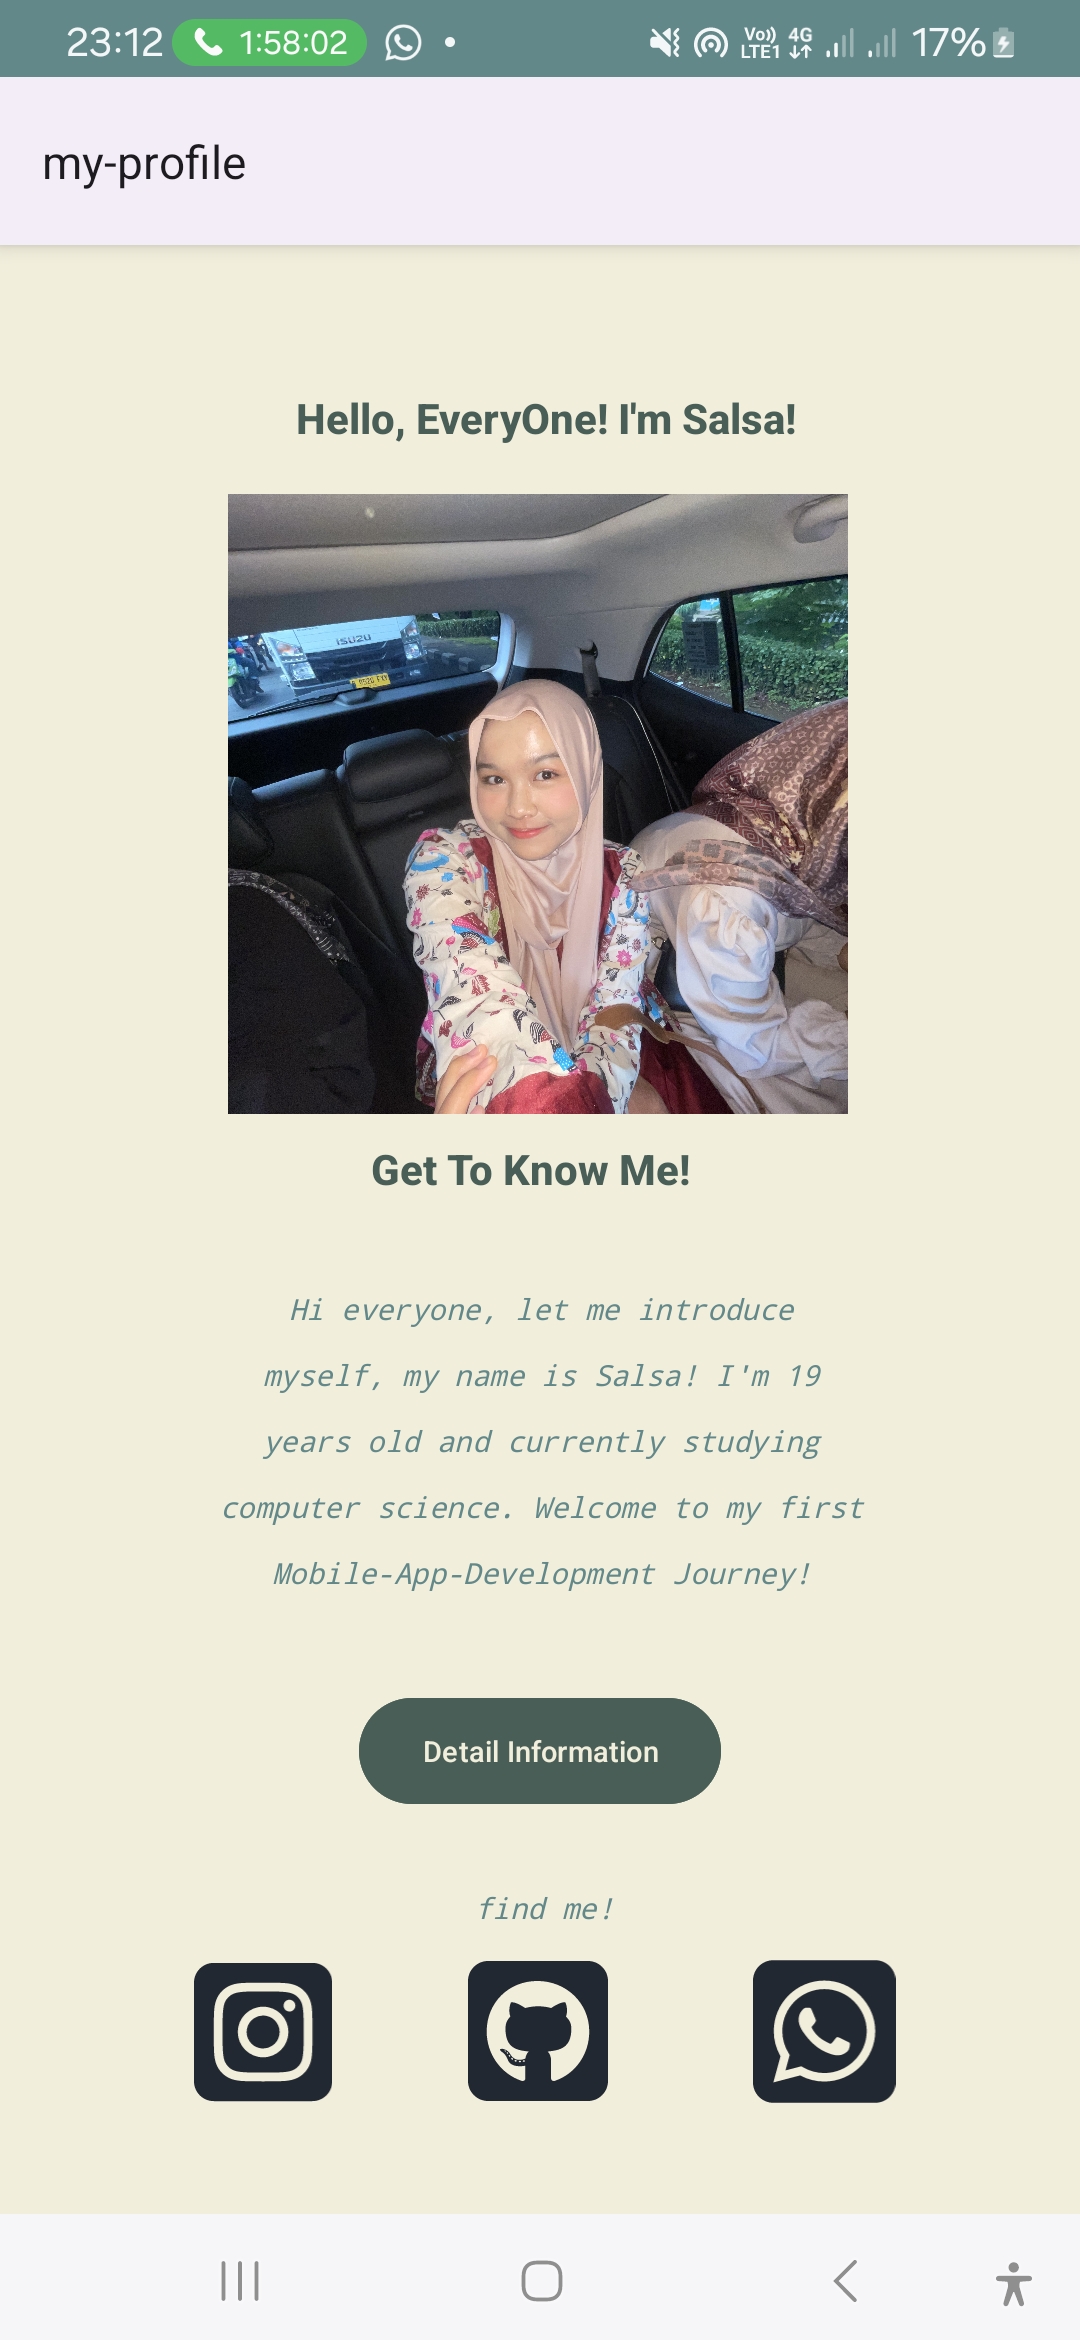 23:12 1:58:02 Vo)) LTE1 4G 17%
my-profile
Hello, EveryOne! I'm Salsa!
ISUZU
Get To Know Me!
Hi everyone, let me introduce
myself, my name is Salsa! I'm 19
years old and currently studying
computer science. Welcome to my first
Mobile-App-Development Journey!
Detail Information
find me!